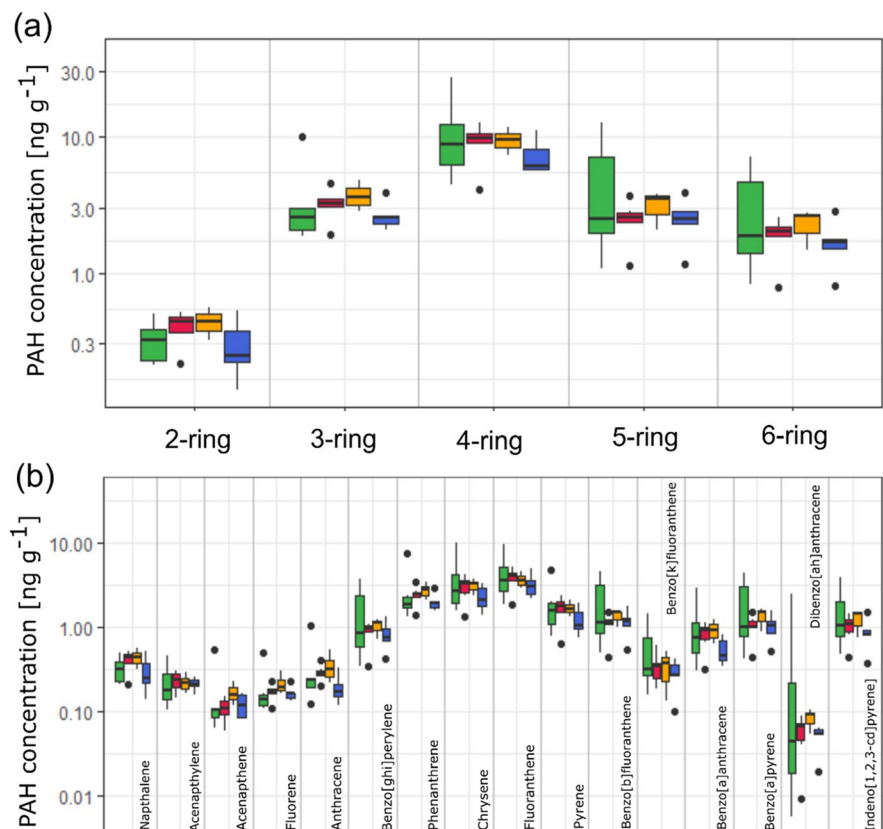 (a)
PAH concentration [ng g⁻¹]
30.0
10.0
3.0
1.0
0.3
2-ring 3-ring 4-ring 5-ring 6-ring
(b)
PAH concentration [ng g⁻¹]
10.00
1.00
0.10
0.01
Napthalene
Acenapthylene
Acenapthene
Fluorene
Anthracene
Benzo[ghi]perylene
Phenanthrene
Chrysene
Fluoranthene
Pyrene
Benzo[b]fluoranthene
Benzo[k]fluoranthene
Benzo[a]anthracene
Benzo[a]pyrene
Dibenzo[ah]anthracene
Indeno[1,2,3-cd]pyrene]